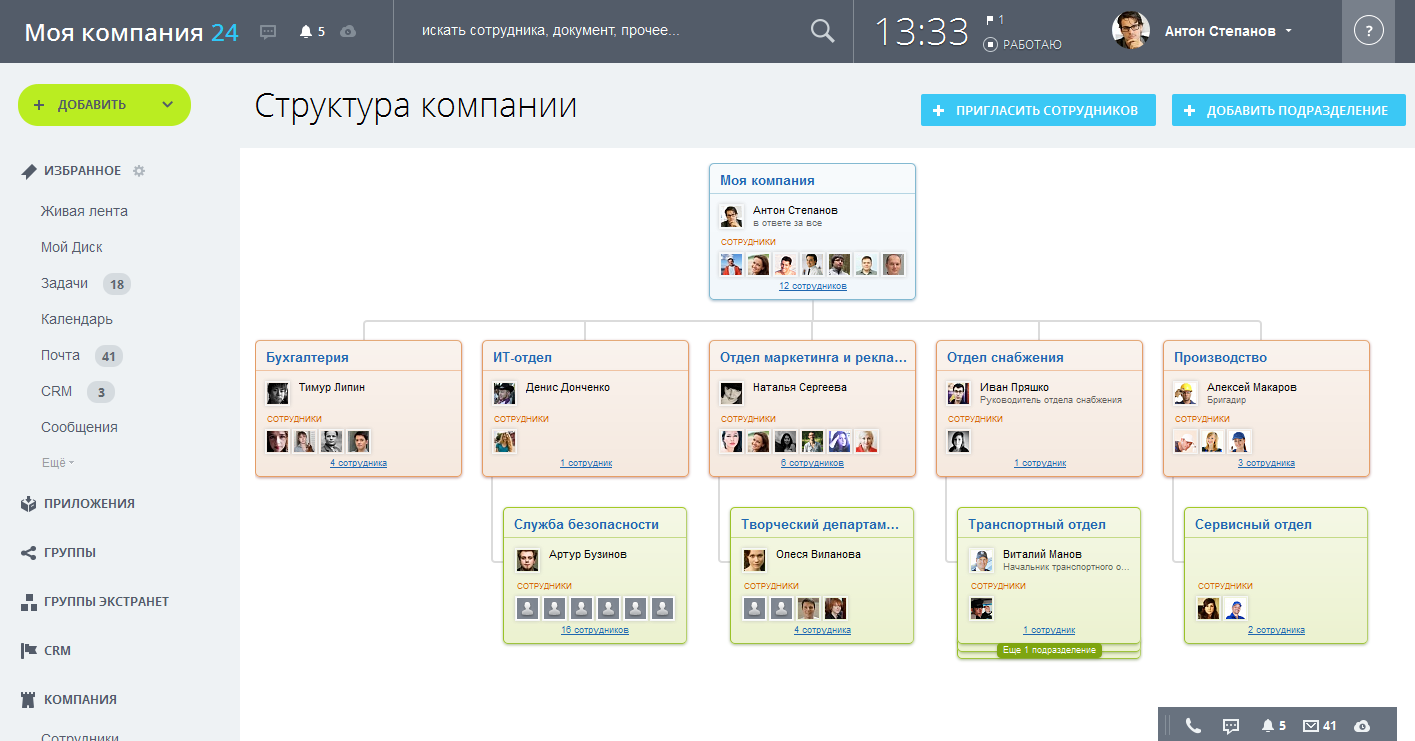 Моя компания 24
5
искать сотрудника, документ, прочее...
13:33
1
РАБОТАЮ
Антон Степанов
?
ДОБАВИТЬ
Структура компании
ПРИГЛАСИТЬ СОТРУДНИКОВ
ДОБАВИТЬ ПОДРАЗДЕЛЕНИЕ
ИЗБРАННОЕ
Живая лента
Мой Диск
Задачи 18
Календарь
Почта 41
CRM 3
Сообщения
Ещё
ПРИЛОЖЕНИЯ
ГРУППЫ
ГРУППЫ ЭКСТРАНЕТ
CRM
КОМПАНИЯ
Сотрудники
Моя компания
Антон Степанов
в ответе за все
СОТРУДНИКИ
12 сотрудников
Бухгалтерия
Тимур Липин
СОТРУДНИКИ
4 сотрудника
ИТ-отдел
Денис Донченко
СОТРУДНИКИ
1 сотрудник
Отдел маркетинга и рекла...
Наталья Сергеева
СОТРУДНИКИ
6 сотрудников
Отдел снабжения
Иван Пряшко
Руководитель отдела снабжения
СОТРУДНИКИ
1 сотрудник
Производство
Алексей Макаров
Бригадир
СОТРУДНИКИ
3 сотрудника
Служба безопасности
Артур Бузинов
СОТРУДНИКИ
16 сотрудников
Творческий департам...
Олеся Виланова
СОТРУДНИКИ
4 сотрудника
Транспортный отдел
Виталий Манов
Начальник транспортного о...
СОТРУДНИКИ
1 сотрудник
Еще 1 подразделение
Сервисный отдел
СОТРУДНИКИ
2 сотрудника
5
41